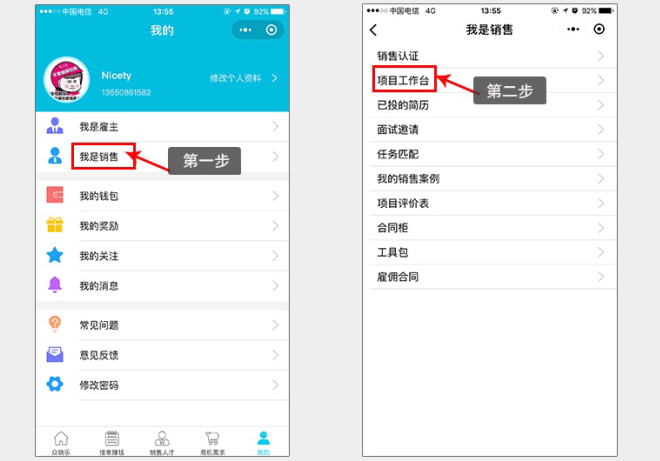 中国电信 4G 13:55 92%
我的
Nicety
13650861582
修改个人资料
我是雇主
我是销售
第一步
我的钱包
我的奖励
我的关注
我的消息
常见问题
意见反馈
修改密码
众销乐
接单赚钱
销售人才
商机需求
我的
中国电信 4G 13:55 92%
我是销售
销售认证
项目工作台
第二步
已投的简历
面试邀请
任务匹配
我的销售案例
项目评价表
合同柜
工具包
雇佣合同